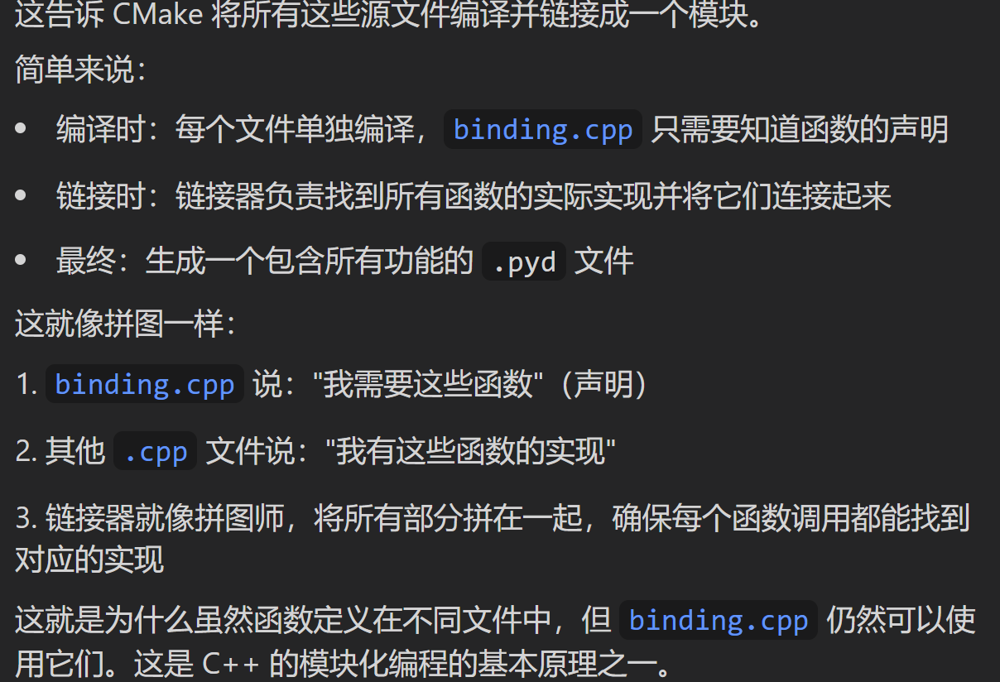 这告诉 CMake 将所有这些源文件编译并链接成一个模块。
简单来说：
• 编译时：每个文件单独编译，binding.cpp 只需要知道函数的声明
• 链接时：链接器负责找到所有函数的实际实现并将它们连接起来
• 最终：生成一个包含所有功能的 .pyd 文件
这就像拼图一样：
1. binding.cpp 说："我需要这些函数"（声明）
2. 其他 .cpp 文件说："我有这些函数的实现"
3. 链接器就像拼图师，将所有部分拼在一起，确保每个函数调用都能找到
对应的实现
这就是为什么虽然函数定义在不同文件中，但 binding.cpp 仍然可以使
用它们。这是 C++ 的模块化编程的基本原理之一。